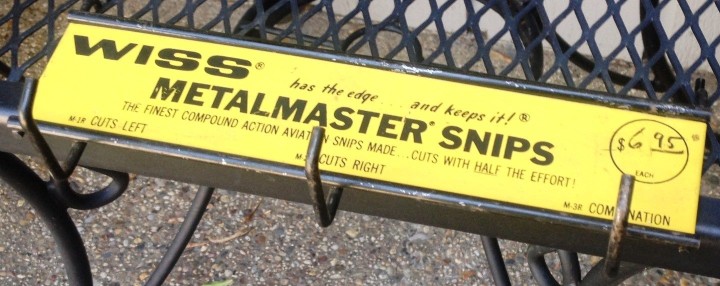 WISS® has the edge... and keeps it!®
METALMASTER® SNIPS
THE FINEST COMPOUND ACTION AVIATION SNIPS MADE...CUTS WITH HALF THE EFFORT!
M-1R CUTS LEFT
CUTS RIGHT
M-3R COMBINATION
$6.95
EACH